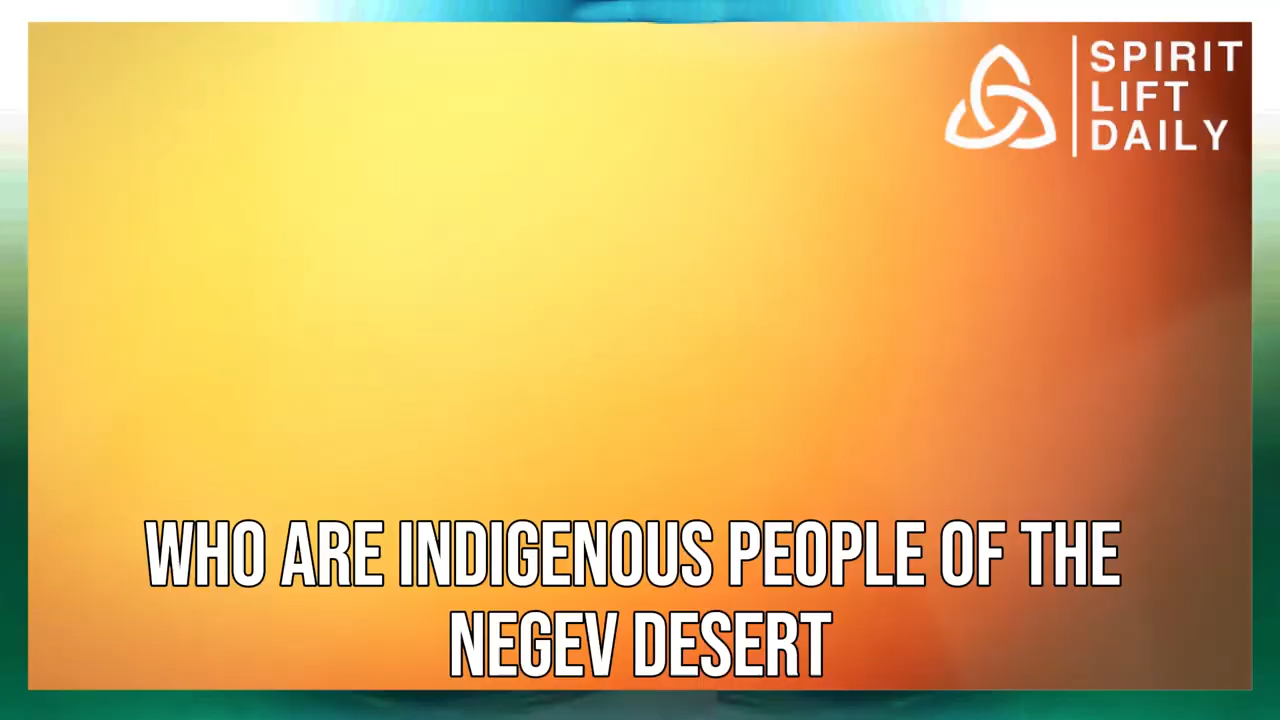 SPIRIT
LIFT
DAILY
WHO ARE INDIGENOUS PEOPLE OF THE
NEGEV DESERT